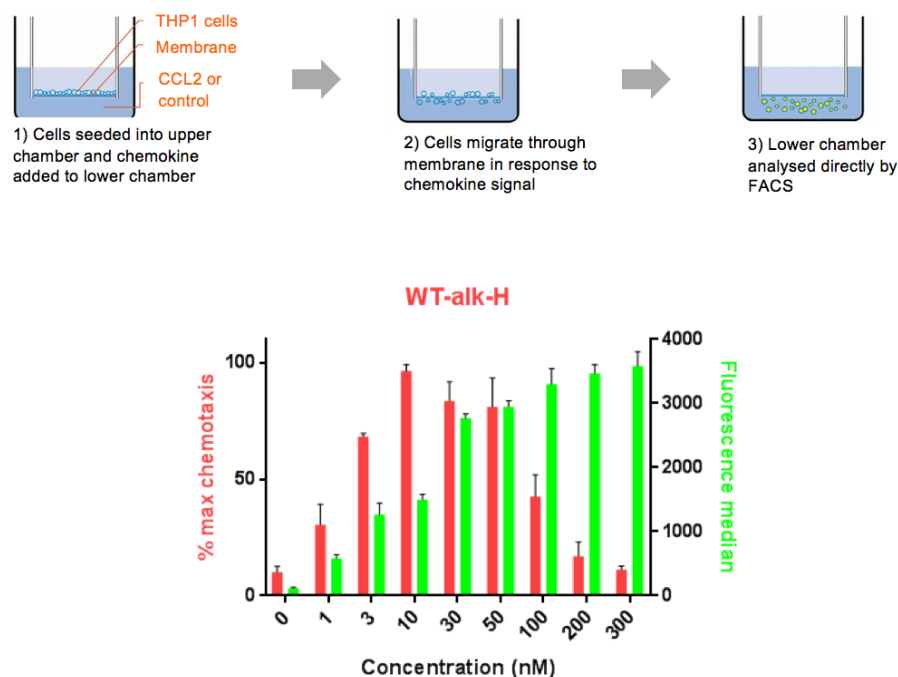 THP1 cells
Membrane
CCL2 or
control
1) Cells seeded into upper
chamber and chemokine
added to lower chamber
2) Cells migrate through
membrane in response to
chemokine signal
3) Lower chamber
analysed directly by
FACS
WT-alk-H
% max chemotaxis
100
50
0
4000
3000
2000
1000
0
Fluorescence median
0 1 3 10 30 50 100 200 300
Concentration (nM)